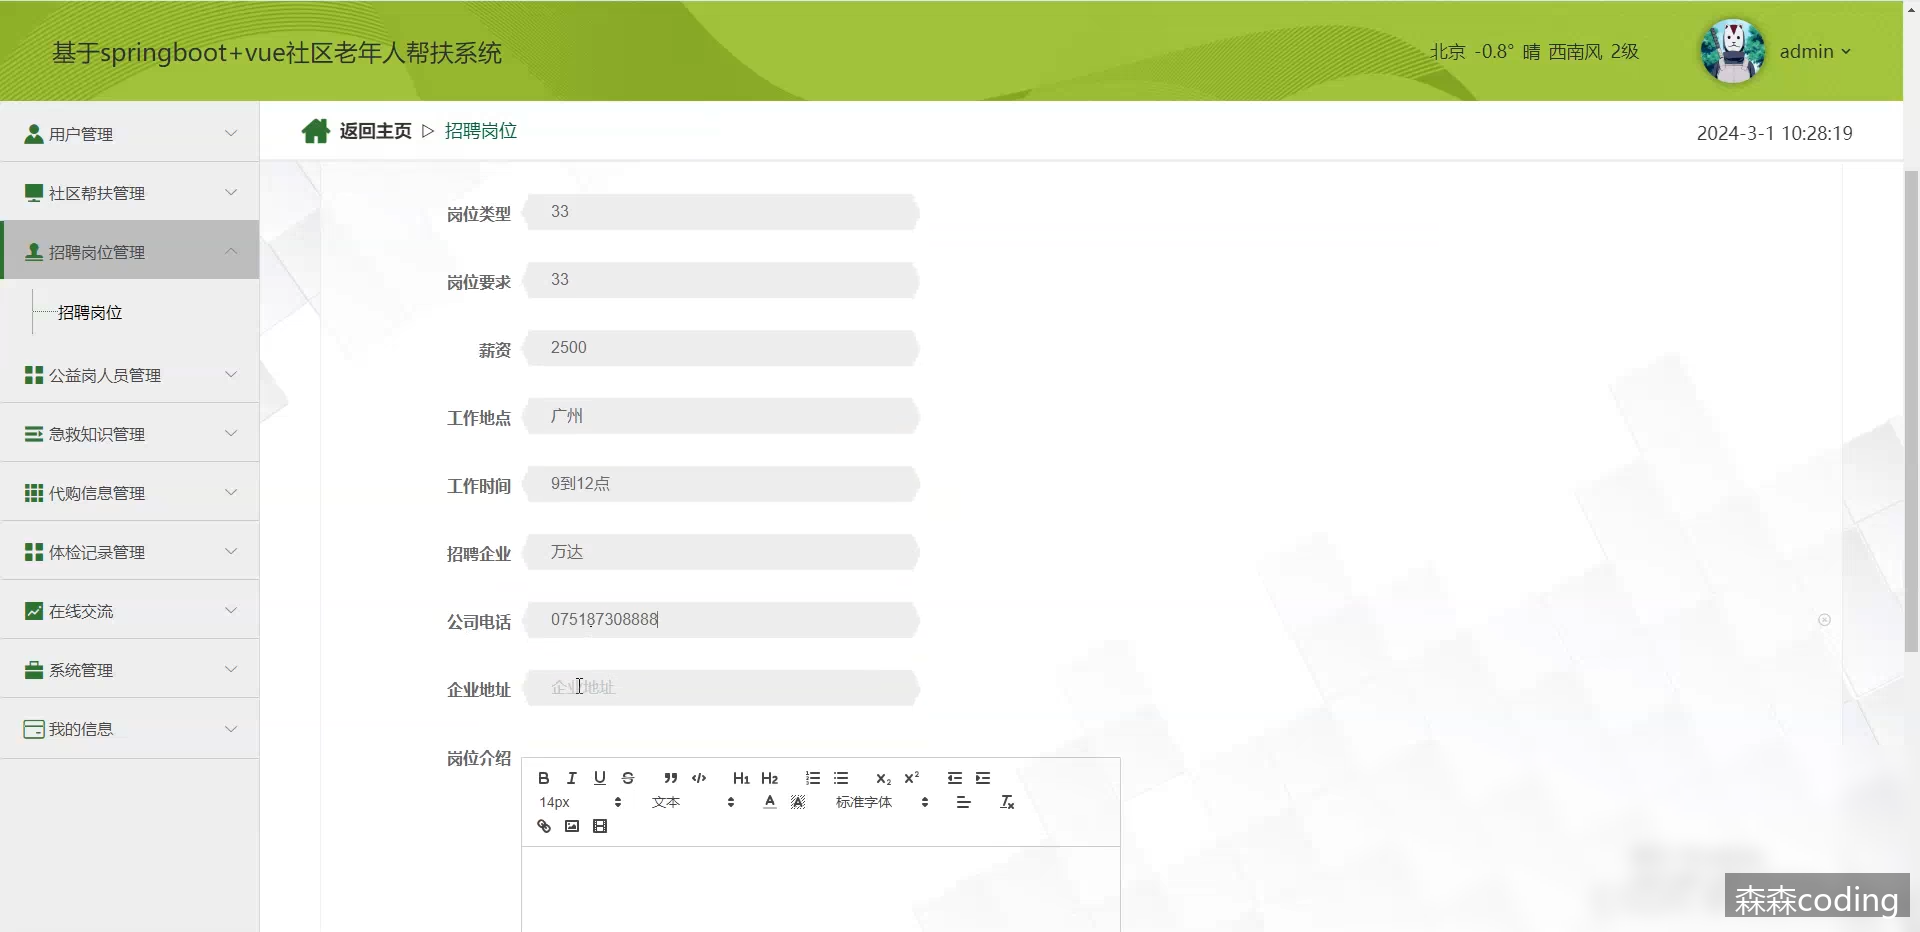 基于springboot+vue社区老年人帮扶系统
北京 -0.8° 晴 西南风 2级
admin
用户管理
社区帮扶管理
招聘岗位管理
招聘岗位
公益岗人员管理
急救知识管理
代购信息管理
体检记录管理
在线交流
系统管理
我的信息
返回主页 ▷ 招聘岗位
2024-3-1 10:28:19
岗位类型 33
岗位要求 33
薪资 2500
工作地点 广州
工作时间 9到12点
招聘企业 万达
公司电话 075187308888
企业地址 企业地址
岗位介绍
B I U S H1 H2 x2 x2
14px 文本 A A 标准字体 Tx
森森coding